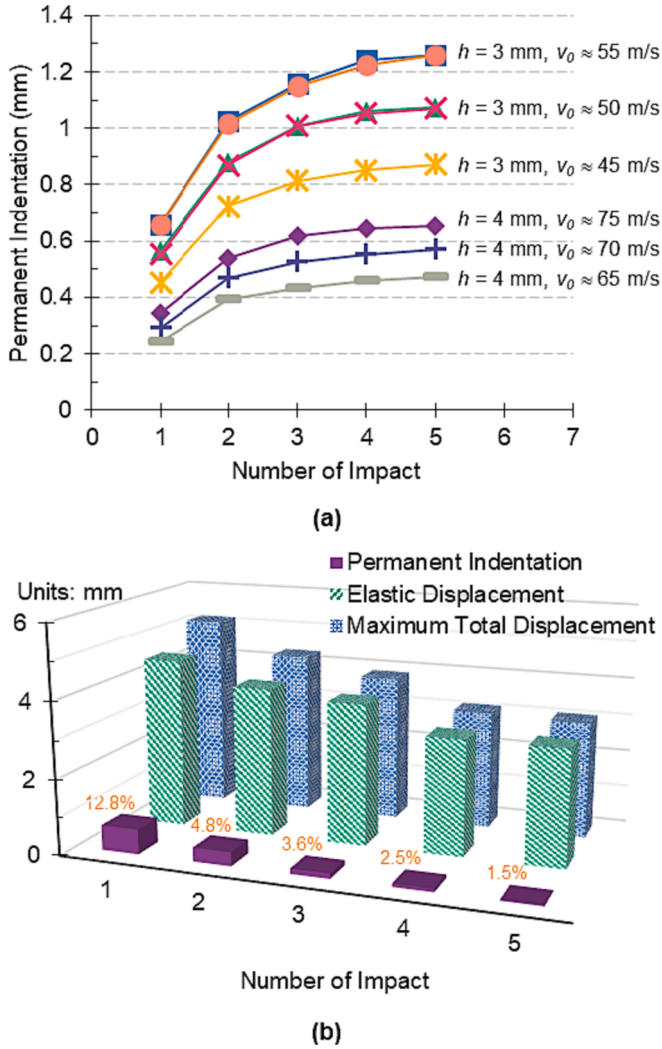 Permanent Indentation (mm)
1.4
1.2
1
0.8
0.6
0.4
0.2
0
h = 3 mm, v₀ ≈ 55 m/s
h = 3 mm, v₀ ≈ 50 m/s
h = 3 mm, v₀ ≈ 45 m/s
h = 4 mm, v₀ ≈ 75 m/s
h = 4 mm, v₀ ≈ 70 m/s
h = 4 mm, v₀ ≈ 65 m/s
0 1 2 3 4 5 6 7
Number of Impact
(a)
Permanent Indentation
Elastic Displacement
Maximum Total Displacement
Units: mm
6
4
2
0
12.8%
4.8%
3.6%
2.5%
1.5%
1
2
3
4
5
Number of Impact
(b)